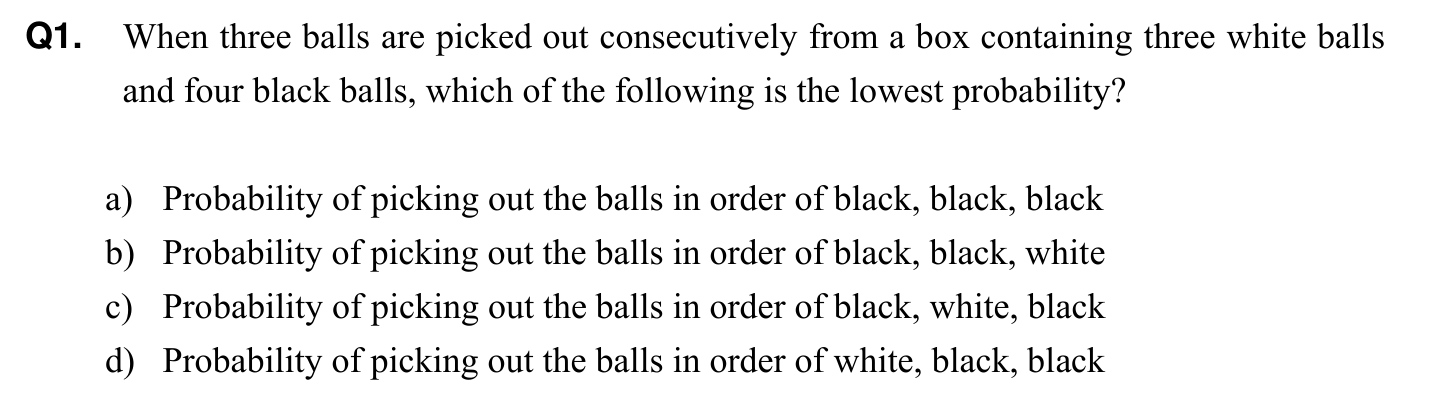 Q1. When three balls are picked out consecutively from a box containing three white balls
and four black balls, which of the following is the lowest probability?
a) Probability of picking out the balls in order of black, black, black
b) Probability of picking out the balls in order of black, black, white
c) Probability of picking out the balls in order of black, white, black
d) Probability of picking out the balls in order of white, black, black